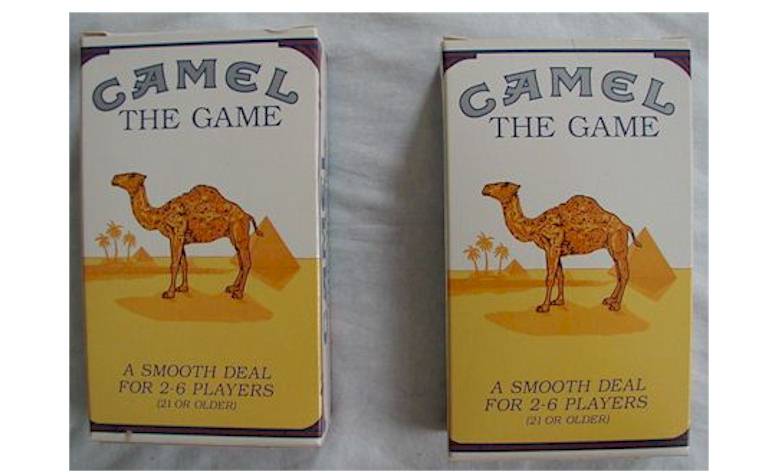 CAMEL
THE GAME
A SMOOTH DEAL
FOR 2-6 PLAYERS
(21 OR OLDER)
CAMEL
THE GAME
A SMOOTH DEAL
FOR 2-6 PLAYERS
(21 OR OLDER)